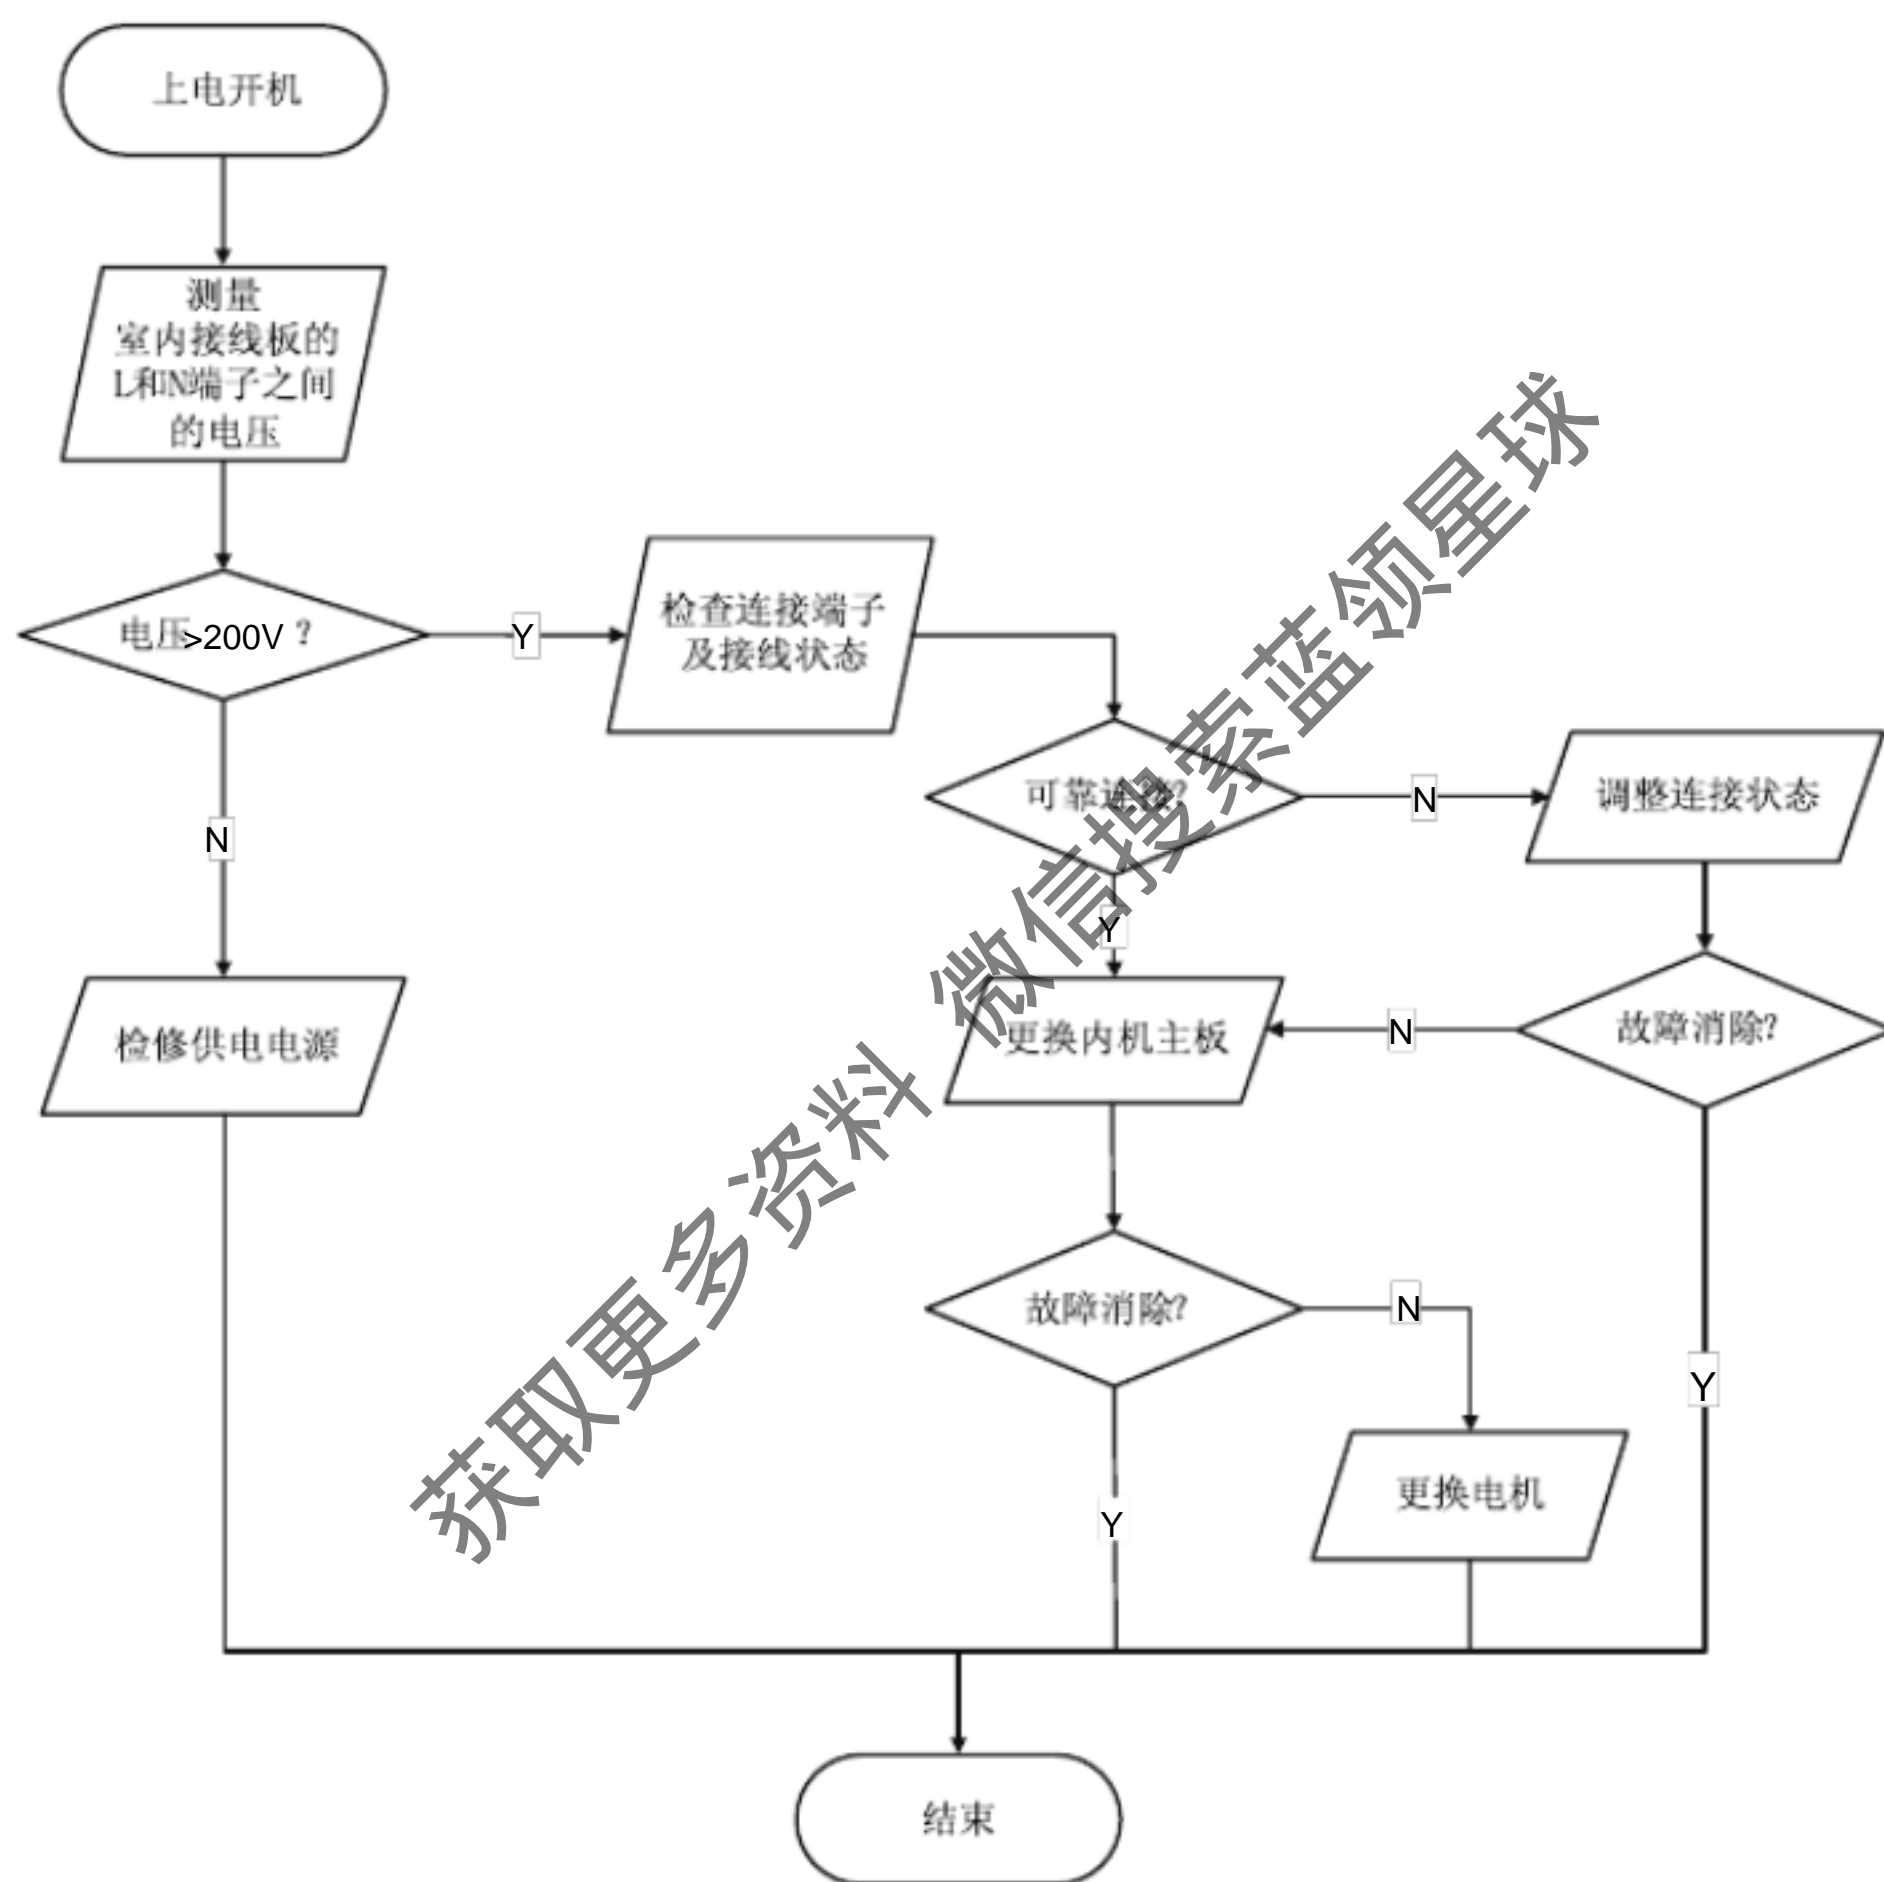 上电开机
测量
室内接线板的
L和N端子之间
的电压
电压>200V ？
Y
检查连接端子
及接线状态
可靠连接?
N
调整连接状态
N
Y
检修供电电源
更换内机主板
N
故障消除?
故障消除?
N
Y
更换电机
Y
结束
获取更多资料 微信搜索蓝领星球